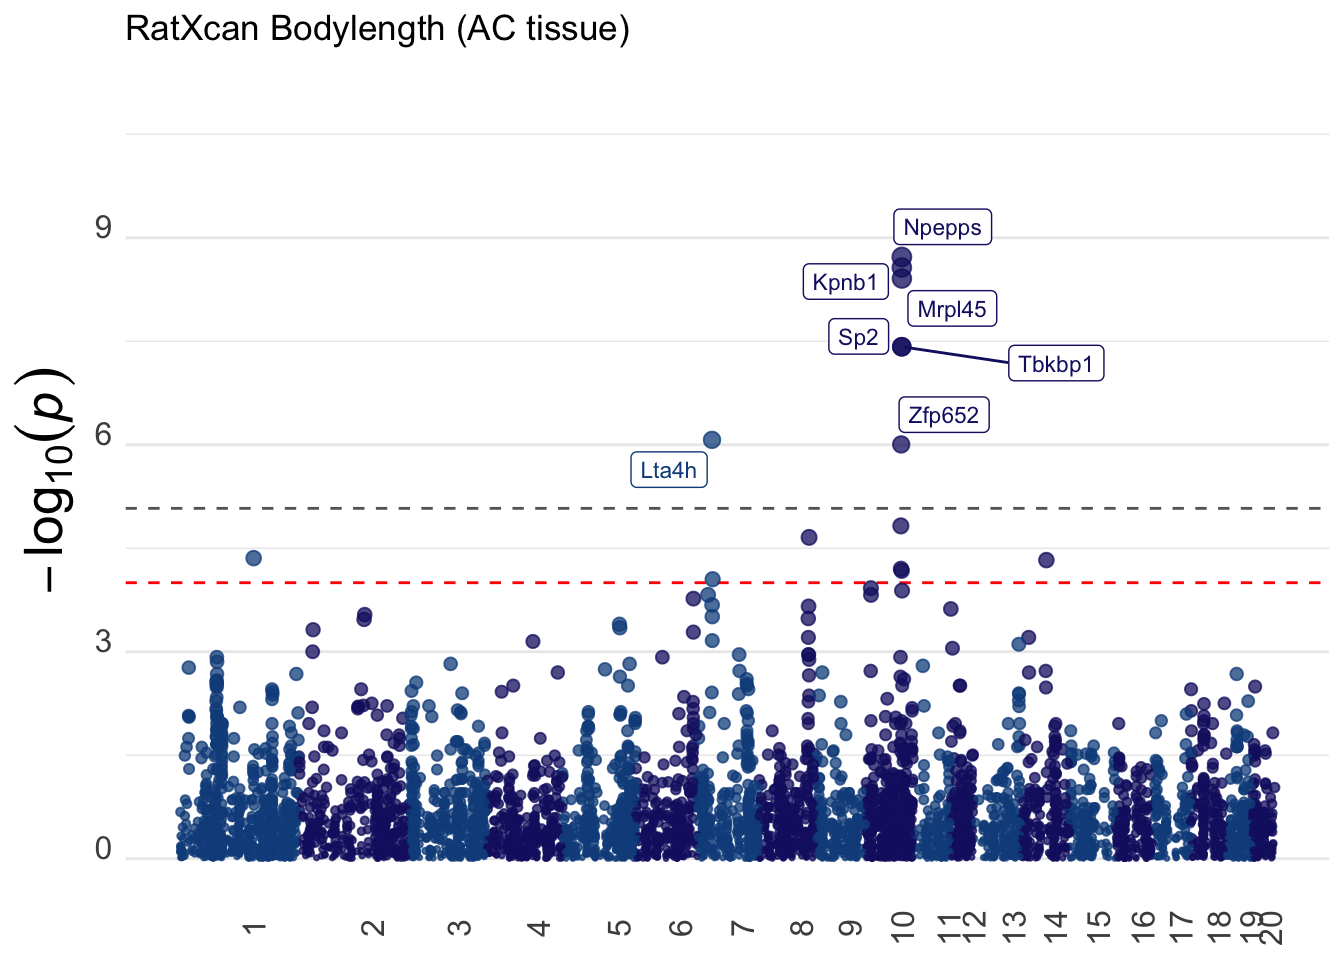 RatXcan Bodylength (AC tissue)
−log10(p)
9
6
3
0
Npepps
Kpnb1
Mrpl45
Sp2
Tbkbp1
Zfp652
Lta4h
1 2 3 4 5 6 7 8 9 10 11 12 13 14 15 16 17 18 19 20